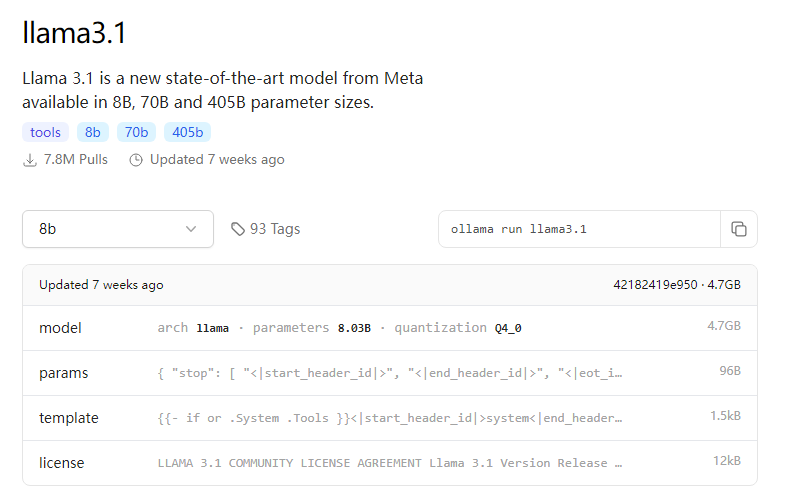 llama3.1
Llama 3.1 is a new state-of-the-art model from Meta
available in 8B, 70B and 405B parameter sizes.
tools 8b 70b 405b
7.8M Pulls Updated 7 weeks ago
8b 93 Tags ollama run llama3.1
Updated 7 weeks ago 42182419e950 · 4.7GB
model arch llama · parameters 8.03B · quantization Q4_0 4.7GB
params { "stop": [ "<|start_header_id|>", "<|end_header_id|>", "<|eot_i… 96B
template {{- if or .System .Tools }}<|start_header_id|>system<|end_header… 1.5kB
license LLAMA 3.1 COMMUNITY LICENSE AGREEMENT Llama 3.1 Version Release … 12kB